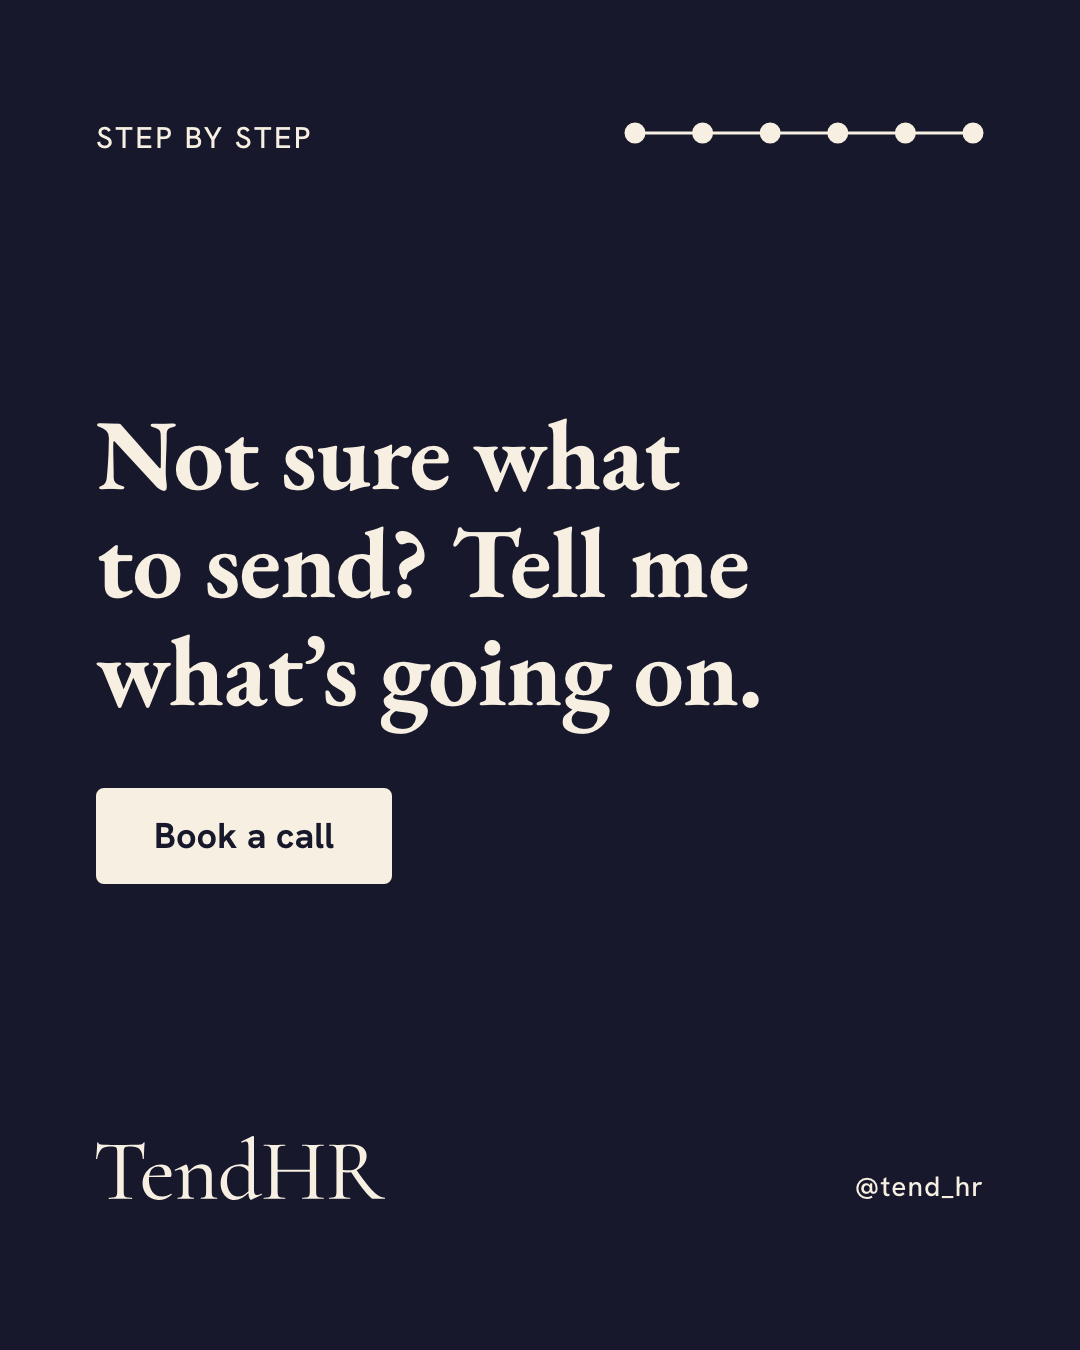 STEP BY STEP
Not sure what
to send? Tell me
what’s going on.
Book a call
TendHR
@tend_hr